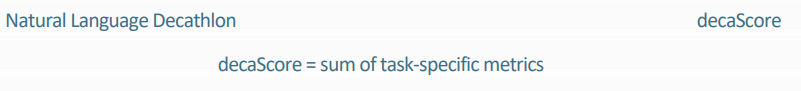 Natural Language Decathlon decaScore
decaScore = sum of task-specific metrics